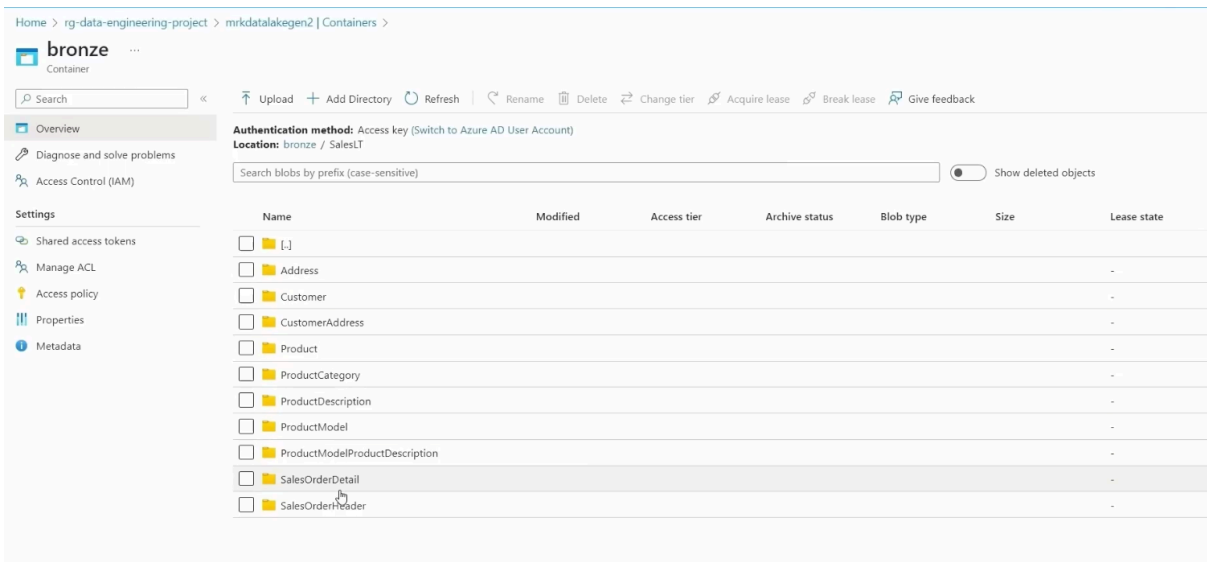 Home > rg-data-engineering-project > mrkdatalakegen2 | Containers >
bronze ...
Container
Search «
Upload + Add Directory Refresh Rename Delete Change tier Acquire lease Break lease Give feedback
Overview
Diagnose and solve problems
Access Control (IAM)
Settings
Shared access tokens
Manage ACL
Access policy
Properties
Metadata
Authentication method: Access key (Switch to Azure AD User Account)
Location: bronze / SalesLT
Search blobs by prefix (case-sensitive)
Show deleted objects
Name Modified Access tier Archive status Blob type Size Lease state
[..]
Address -
Customer -
CustomerAddress -
Product -
ProductCategory -
ProductDescription -
ProductModel -
ProductModelProductDescription -
SalesOrderDetail -
SalesOrderHeader -